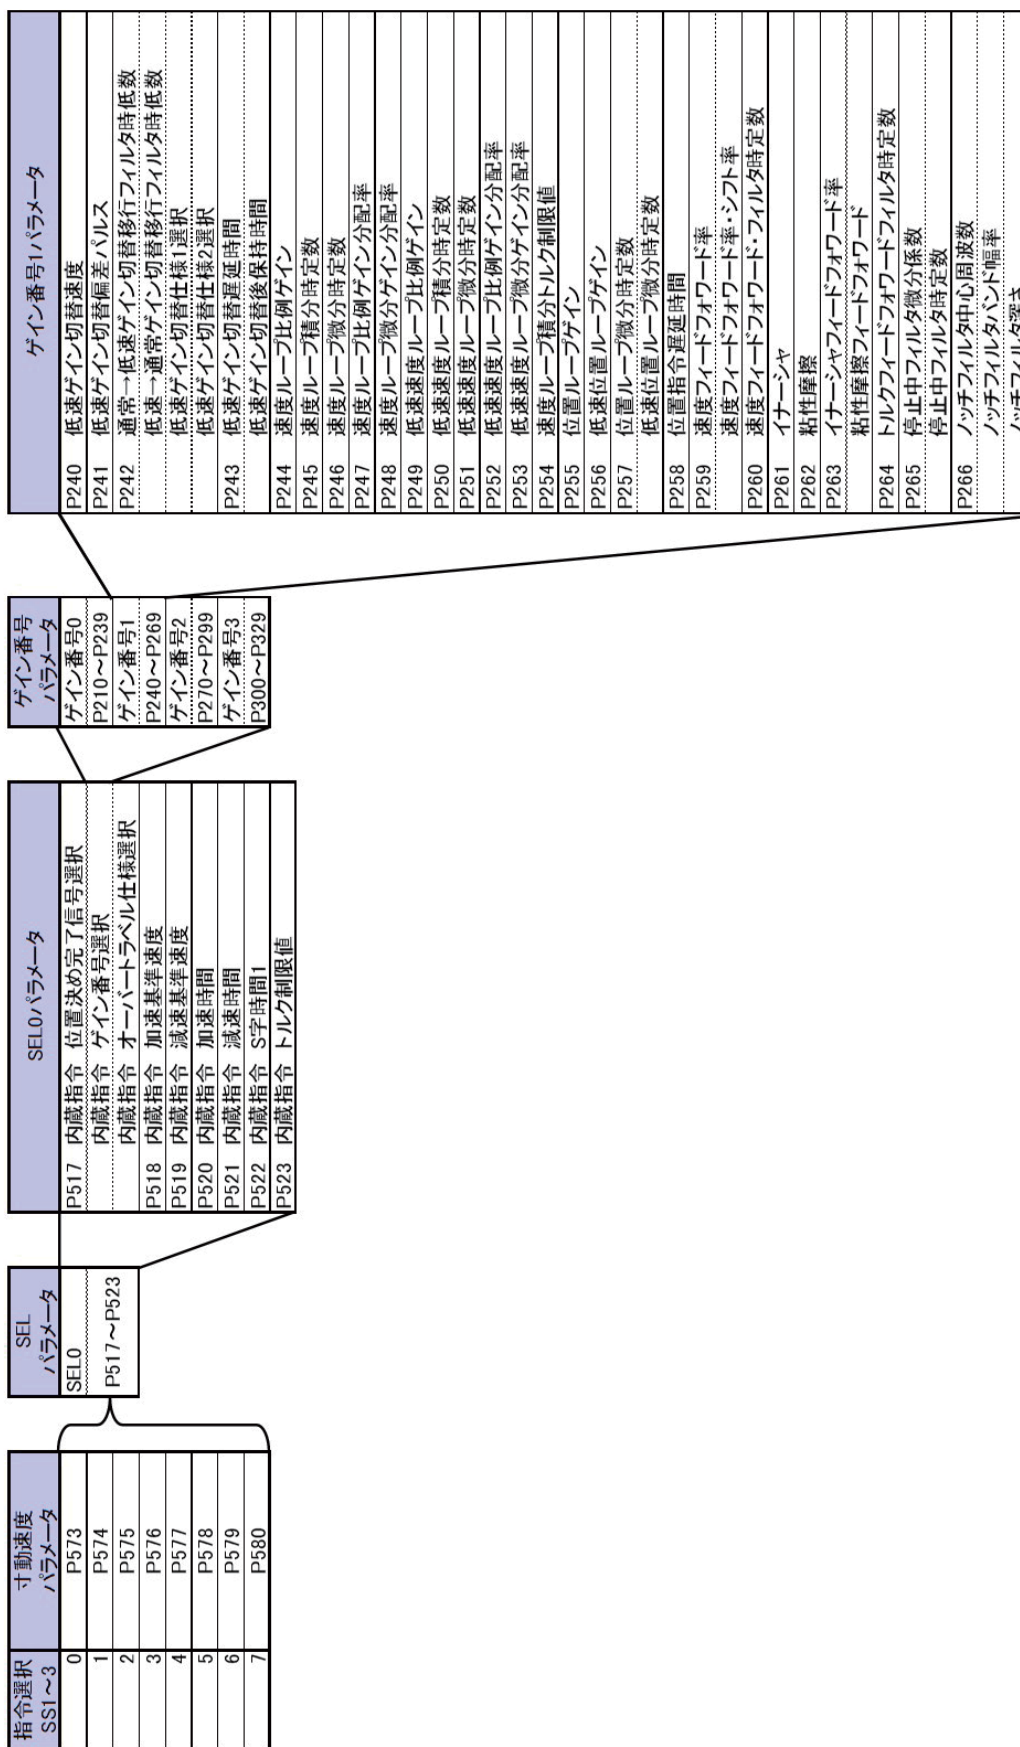 指令選択
SS1～3
寸動速度
パラメータ
0 P573
1 P574
2 P575
3 P576
4 P577
5 P578
6 P579
7 P580
SEL
パラメータ
SEL0
P517～P523
SEL0パラメータ
P517 内蔵指令 位置決め完了信号選択
内蔵指令 ゲイン番号選択
内蔵指令 オーバートラベル仕様選択
P518 内蔵指令 加速基準速度
P519 内蔵指令 減速基準速度
P520 内蔵指令 加速時間
P521 内蔵指令 減速時間
P522 内蔵指令 S字時間1
P523 内蔵指令 トルク制限値
ゲイン番号
パラメータ
ゲイン番号0
P210～P239
ゲイン番号1
P240～P269
ゲイン番号2
P270～P299
ゲイン番号3
P300～P329
ゲイン番号1パラメータ
P240 低速ゲイン切替速度
P241 低速ゲイン切替偏差パルス
P242 通常→低速ゲイン切替移行フィルタ時低数
低速→通常ゲイン切替移行フィルタ時低数
低速ゲイン切替仕様1選択
低速ゲイン切替仕様2選択
P243 低速ゲイン切替遅延時間
低速ゲイン切替後保持時間
P244 速度ループ比例ゲイン
P245 速度ループ積分時定数
P246 速度ループ微分時定数
P247 速度ループ比例ゲイン分配率
P248 速度ループ微分ゲイン分配率
P249 低速速度ループ比例ゲイン
P250 低速速度ループ積分時定数
P251 低速速度ループ微分時定数
P252 低速速度ループ比例ゲイン分配率
P253 低速速度ループ微分ゲイン分配率
P254 速度ループ積分トルク制限値
P255 位置ループゲイン
P256 低速位置ループゲイン
P257 位置ループ微分時定数
低速位置ループ微分時定数
P258 位置指令遅延時間
P259 速度フィードフォワード率
速度フィードフォワード率・シフト率
P260 速度フィードフォワード・フィルタ時定数
P261 イナーシャ
P262 粘性摩擦
P263 イナーシャフィードフォワード率
粘性摩擦フィードフォワード
P264 トルクフィードフォワードフィルタ時定数
P265 停止中フィルタ微分係数
停止中フィルタ時定数
P266 ノッチフィルタ中心周波数
ノッチフィルタバンド幅率
ノッチフィルタ深さ